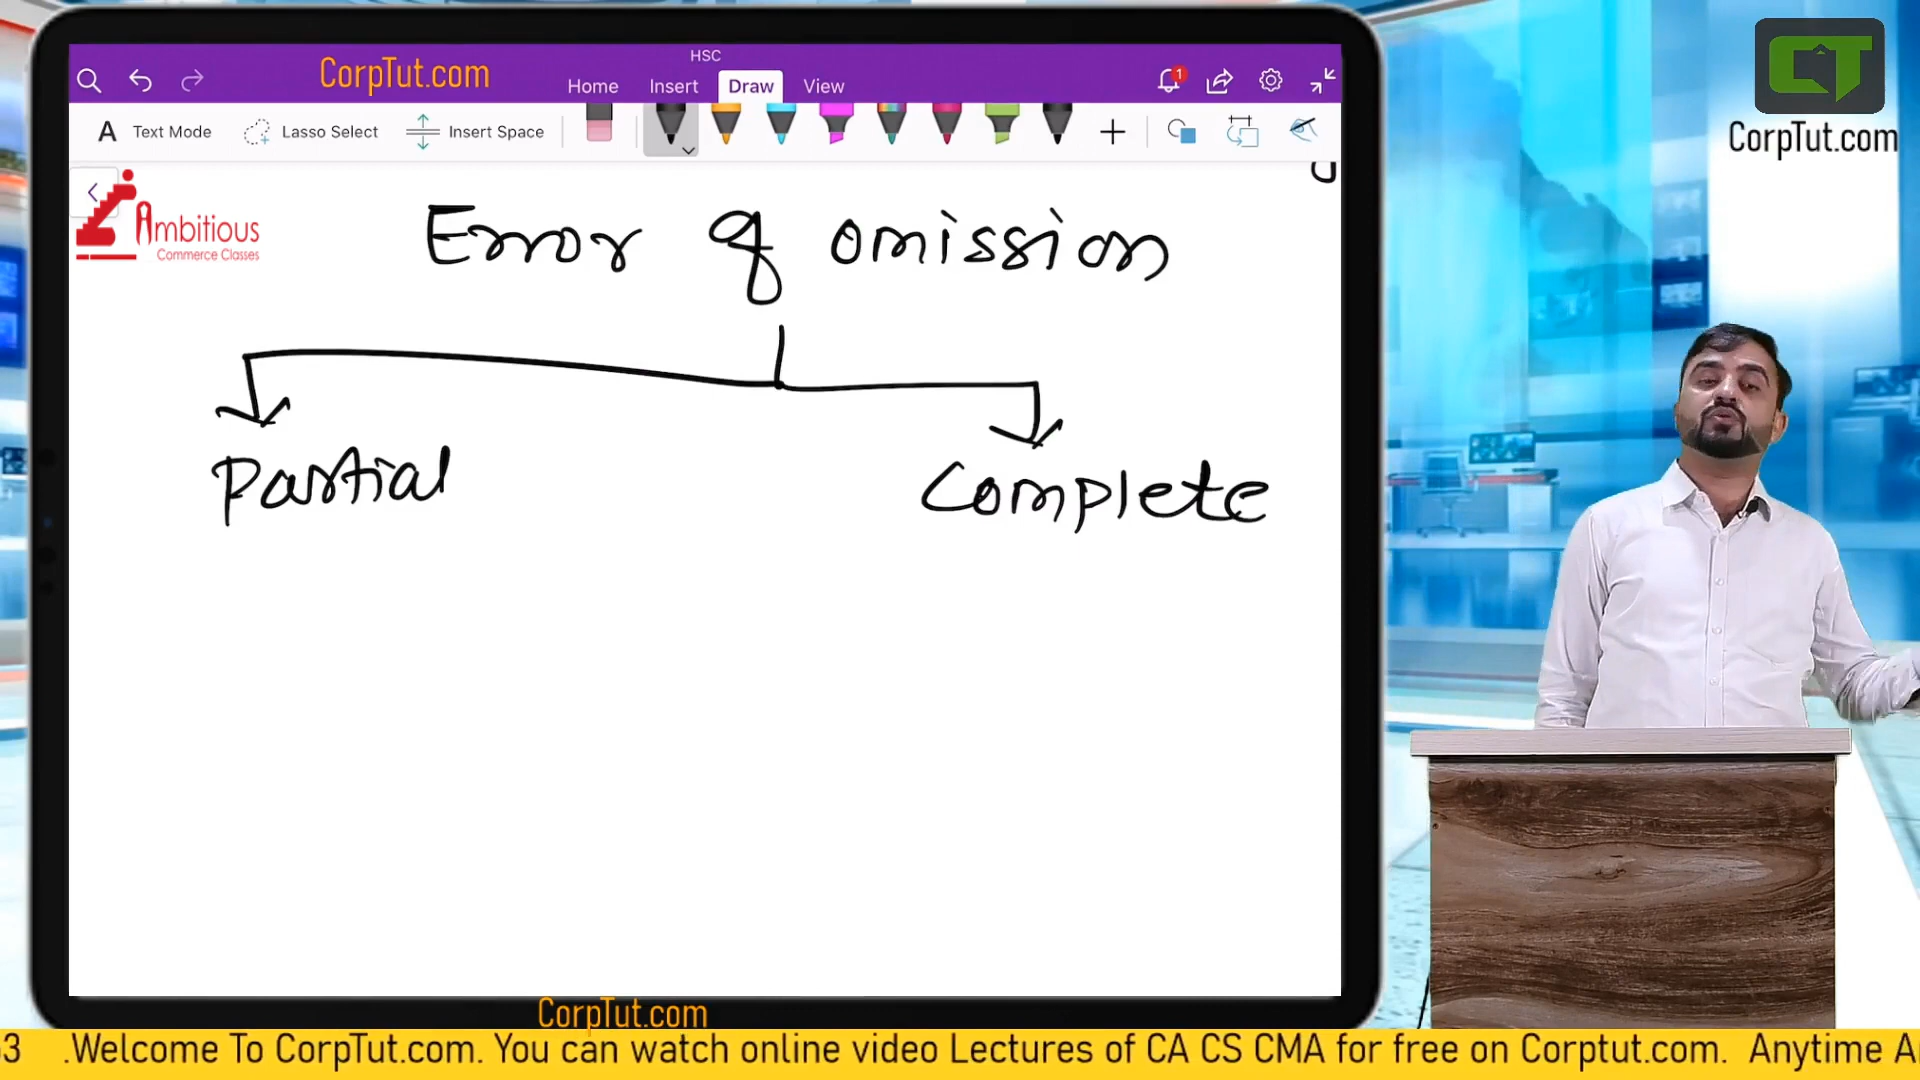 HSC
CorpTut.com
Home Insert Draw View
1
A Text Mode Lasso Select Insert Space
CT
CorpTut.com
Ambitious
Commerce Classes
Error of omission
Partial
Complete
CorpTut.com
.Welcome To CorpTut.com. You can watch online video Lectures of CA CS CMA for free on Corptut.com. Anytime